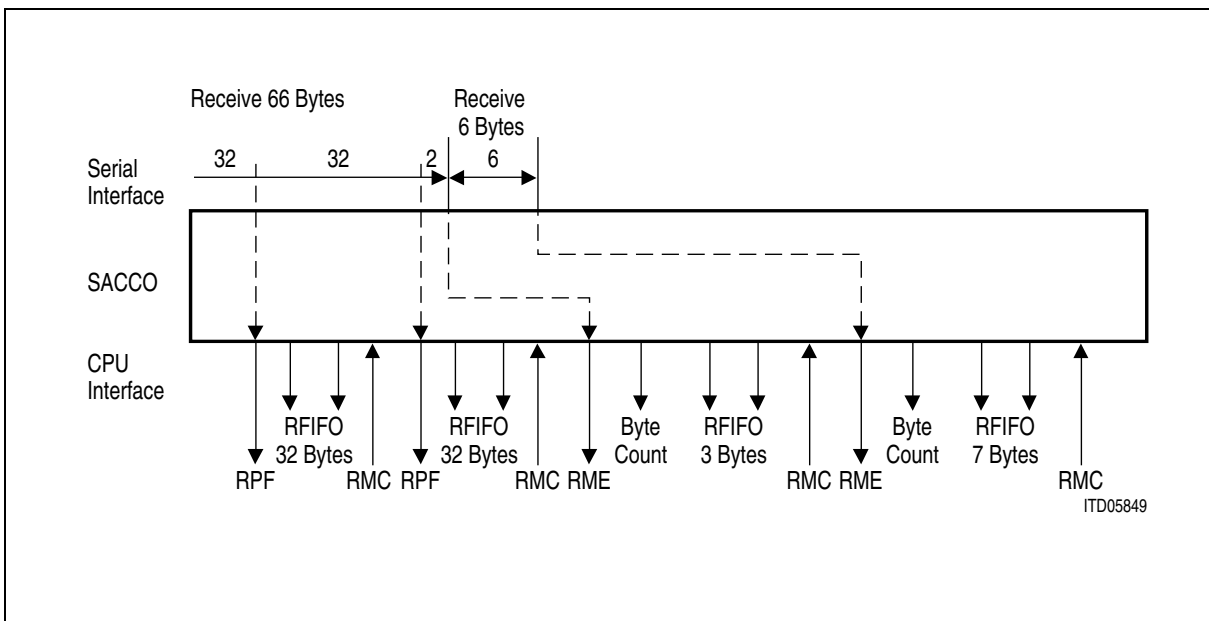 Receive 66 Bytes
Receive
6 Bytes
Serial
Interface
32
32
2
6
SACCO
CPU
Interface
RFIFO
32 Bytes
RFIFO
32 Bytes
Byte
Count
RFIFO
3 Bytes
Byte
Count
RFIFO
7 Bytes
RPF
RMC
RPF
RMC
RME
RMC
RME
RMC
ITD05849